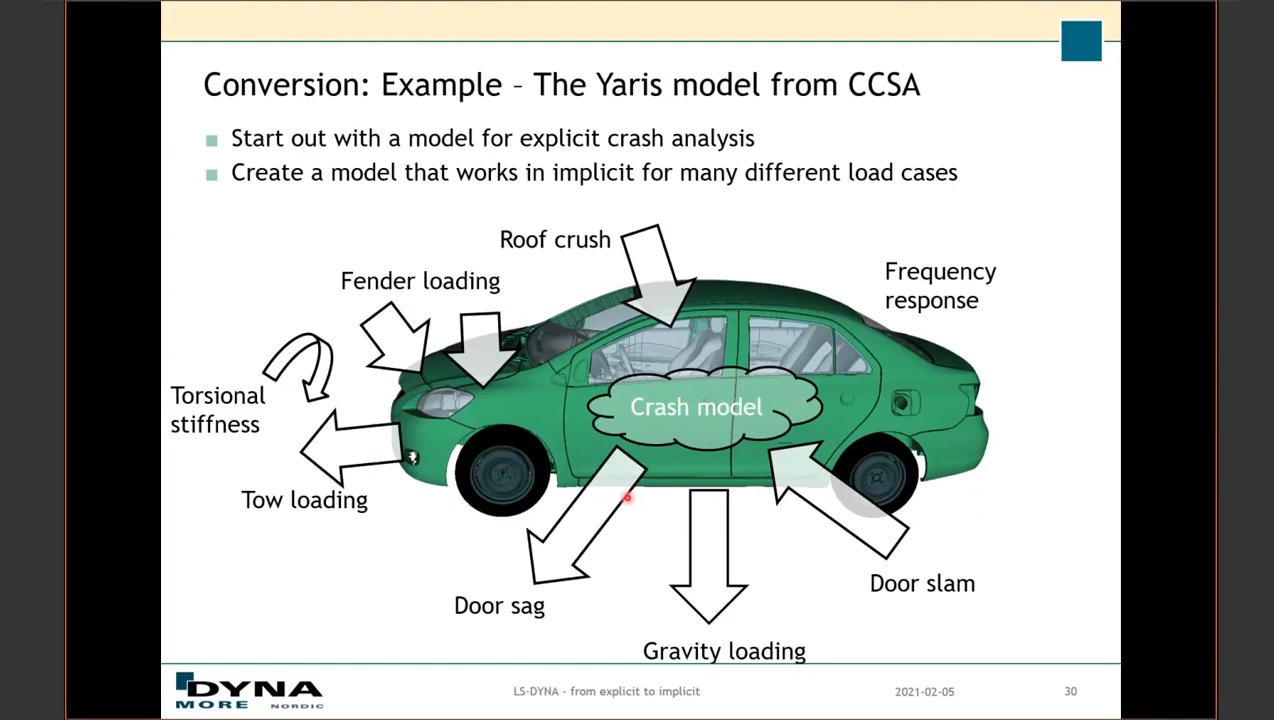 Conversion: Example – The Yaris model from CCSA
Start out with a model for explicit crash analysis
Create a model that works in implicit for many different load cases
Roof crush
Fender loading
Frequency
response
Torsional
stiffness
Crash model
Tow loading
Door sag
Door slam
Gravity loading
DYNA
MORE NORDIC
LS-DYNA - from explicit to implicit
2021-02-05
30